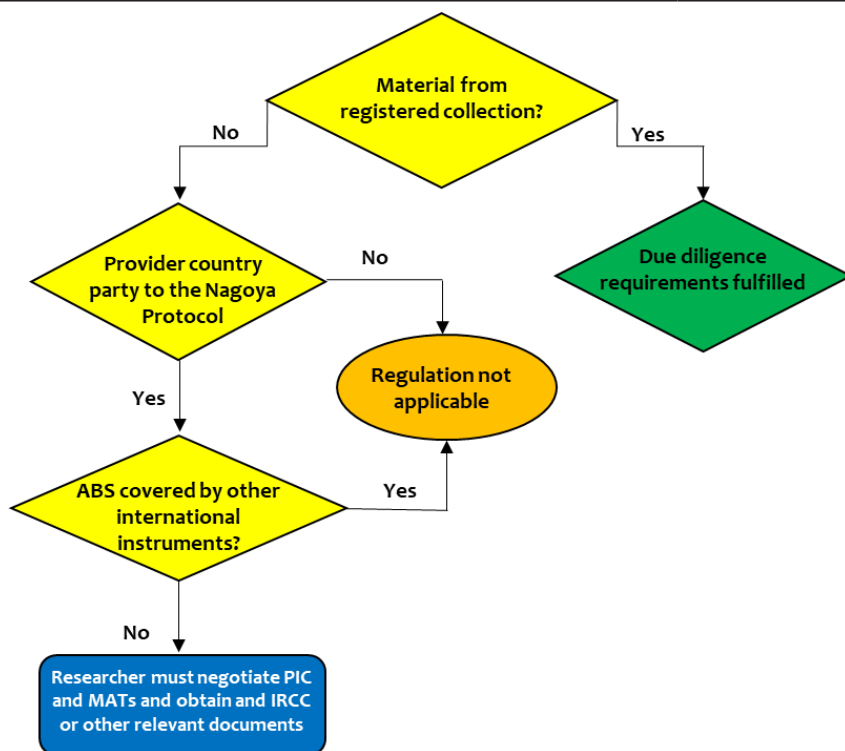 Material from
registered collection?
No
Yes
Provider country
party to the Nagoya
Protocol
No
Due diligence
requirements fulfilled
Regulation not
applicable
Yes
ABS covered by other
international
instruments?
Yes
No
Researcher must negotiate PIC
and MATs and obtain and IRCC
or other relevant documents